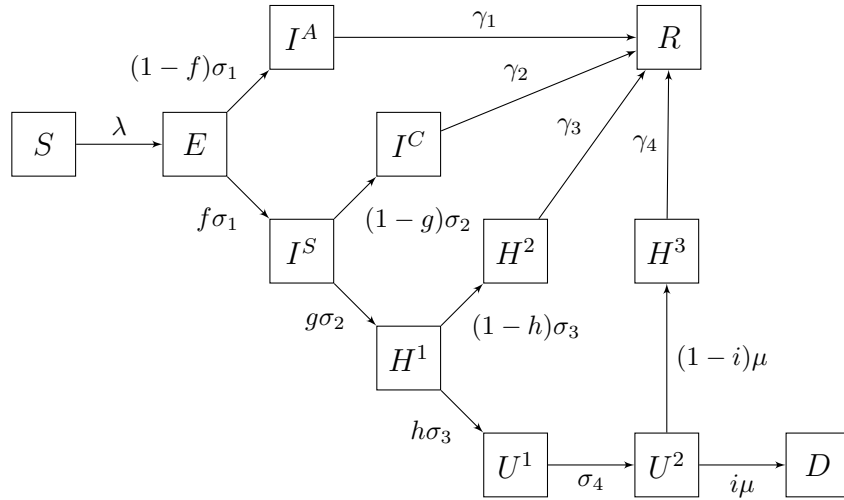 I^A
γ_1
R
(1 − f)σ_1
γ_2
S
λ
E
I^C
γ_3
γ_4
fσ_1
I^S
(1 − g)σ_2
H^2
H^3
gσ_2
H^1
(1 − h)σ_3
(1 − i)μ
hσ_3
U^1
σ_4
U^2
iμ
D